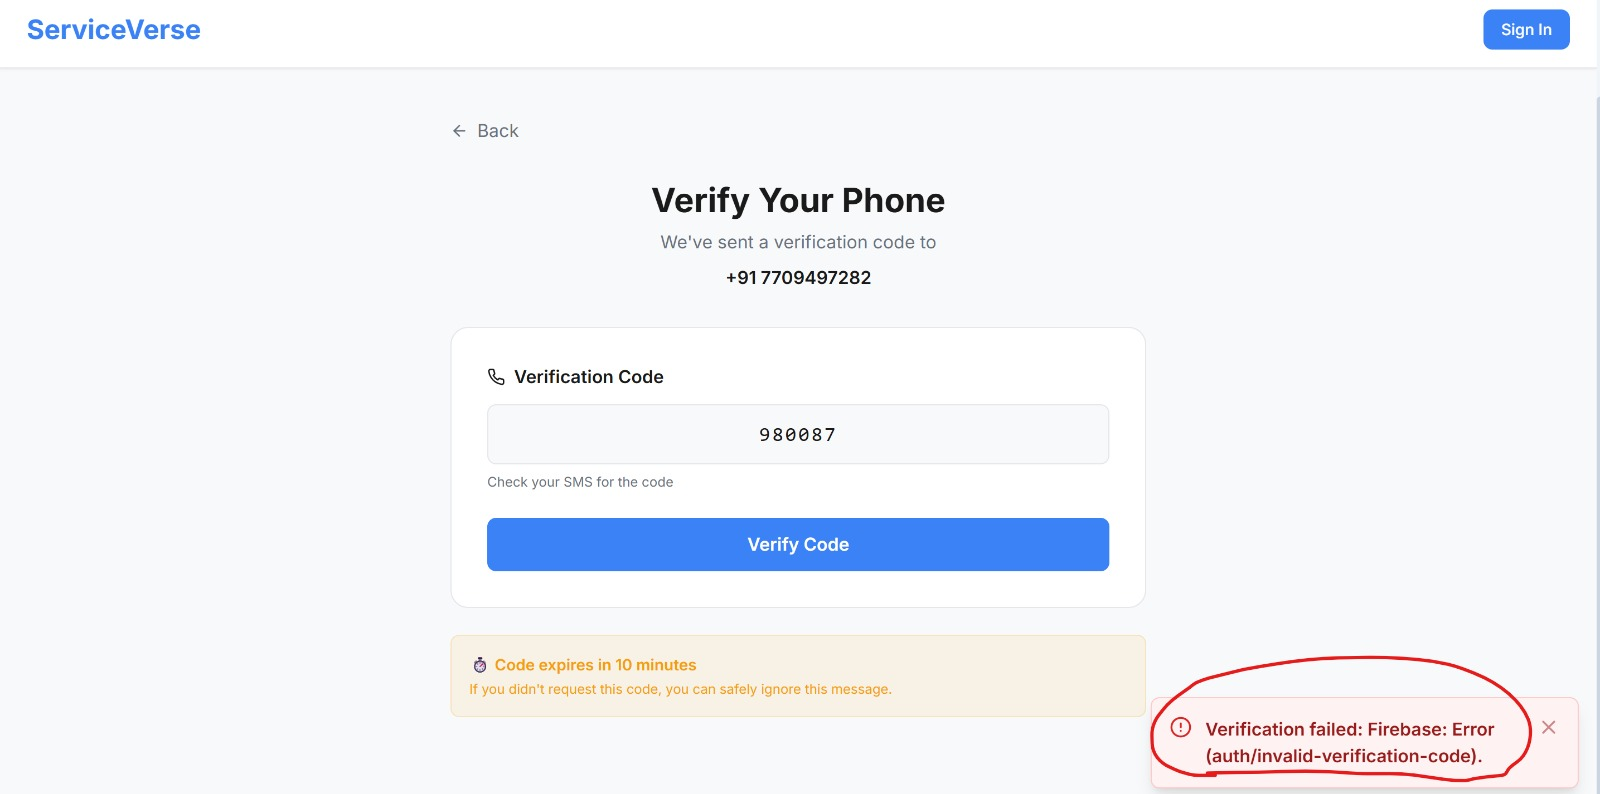 ServiceVerse
Sign In
Back
Verify Your Phone
We've sent a verification code to
+91 7709497282
Verification Code
980087
Check your SMS for the code
Verify Code
Code expires in 10 minutes
If you didn't request this code, you can safely ignore this message.
Verification failed: Firebase: Error
(auth/invalid-verification-code).